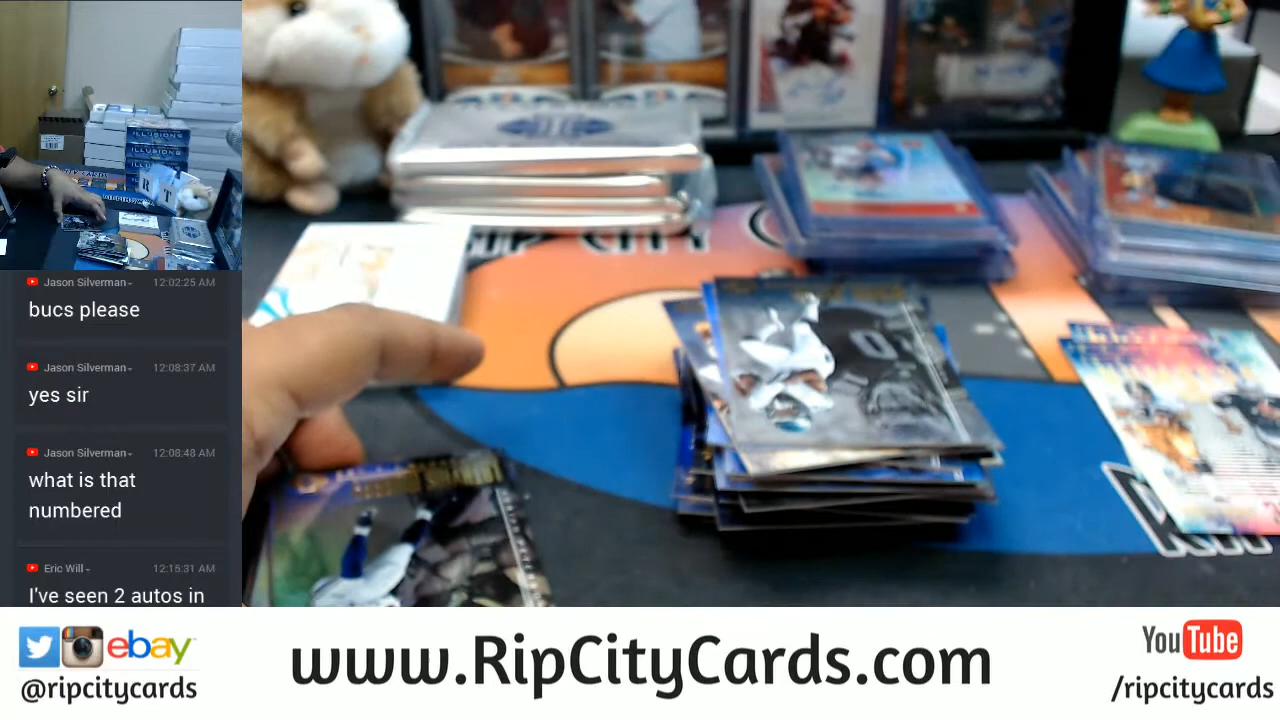 ILLUSIONS
Jason Silverman
12:02:25 AM
bucs please
Jason Silverman
12:08:37 AM
yes sir
Jason Silverman
12:08:48 AM
what is that
numbered
Eric Will
12:15:31 AM
I've seen 2 autos in
RIP CITY C
ebay
@ripcitycards
www.RipCityCards.com
YouTube
/ripcitycards